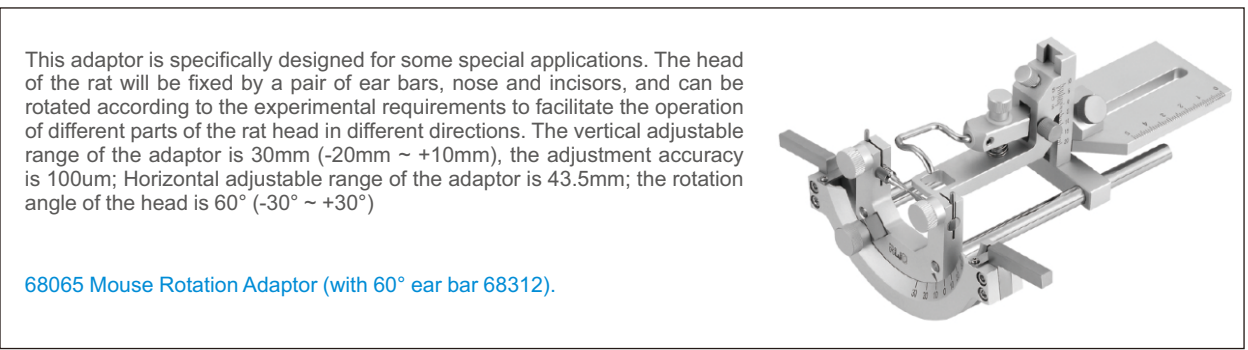 This adaptor is specifically designed for some special applications. The head
of the rat will be fixed by a pair of ear bars, nose and incisors, and can be
rotated according to the experimental requirements to facilitate the operation
of different parts of the rat head in different directions. The vertical adjustable
range of the adaptor is 30mm (-20mm ~ +10mm), the adjustment accuracy
is 100um; Horizontal adjustable range of the adaptor is 43.5mm; the rotation
angle of the head is 60° (-30° ~ +30°)
68065 Mouse Rotation Adaptor (with 60° ear bar 68312).
RWD